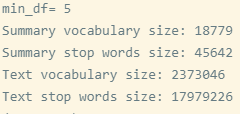 min_df= 5
Summary vocabulary size: 18779
Summary stop words size: 45642
Text vocabulary size: 2373046
Text stop words size: 17979226